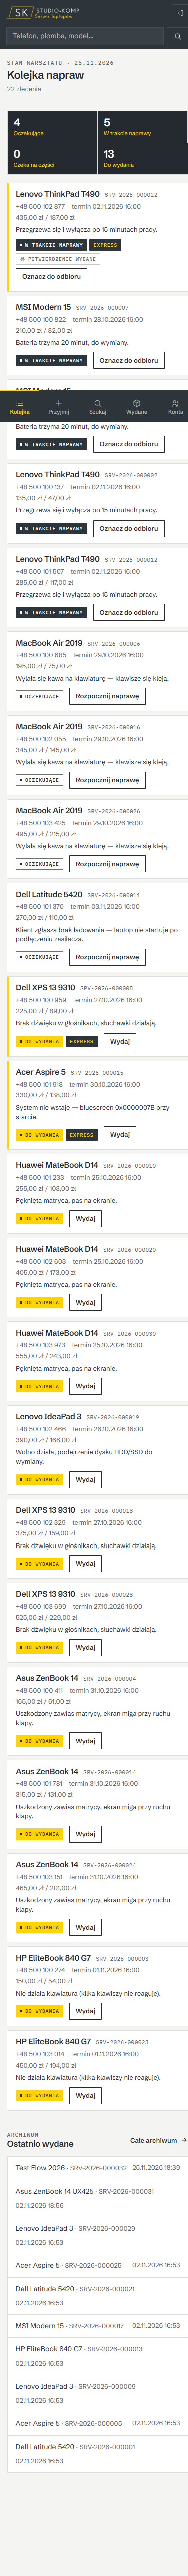 SK STUDIO-KOMP
Serwis laptopów
Telefon, plomba, model...
STAN WARSZTATU · 25.11.2026
Kolejka napraw
22 zlecenia
4
Oczekujące
5
W trakcie naprawy
0
Czeka na części
13
Do wydania
Lenovo ThinkPad T490 SRV-2026-000022
+48 500 102 877 termin 02.11.2026 16:00
435,00 zł / 187,00 zł
Przegrzewa się i wyłącza po 15 minutach pracy.
W TRAKCIE NAPRAWY EXPRESS
POTWIERDZENIE WYDANE
Oznacz do odbioru
MSI Modern 15 SRV-2026-000007
+48 500 100 822 termin 28.10.2026 16:00
210,00 zł / 82,00 zł
Bateria trzyma 20 minut, do wymiany.
W TRAKCIE NAPRAWY Oznacz do odbioru
Kolejka Przyjmij Szukaj Wydane Konto
Bateria trzyma 20 minut, do wymiany.
W TRAKCIE NAPRAWY Oznacz do odbioru
Lenovo ThinkPad T490 SRV-2026-000002
+48 500 100 137 termin 02.11.2026 16:00
135,00 zł / 47,00 zł
Przegrzewa się i wyłącza po 15 minutach pracy.
W TRAKCIE NAPRAWY Oznacz do odbioru
Lenovo ThinkPad T490 SRV-2026-000012
+48 500 101 507 termin 02.11.2026 16:00
285,00 zł / 117,00 zł
Przegrzewa się i wyłącza po 15 minutach pracy.
W TRAKCIE NAPRAWY Oznacz do odbioru
MacBook Air 2019 SRV-2026-000006
+48 500 100 685 termin 29.10.2026 16:00
195,00 zł / 75,00 zł
Wylała się kawa na klawiaturę — klawisze się kleją.
OCZEKUJĄCE Rozpocznij naprawę
MacBook Air 2019 SRV-2026-000016
+48 500 102 055 termin 29.10.2026 16:00
345,00 zł / 145,00 zł
Wylała się kawa na klawiaturę — klawisze się kleją.
OCZEKUJĄCE Rozpocznij naprawę
MacBook Air 2019 SRV-2026-000026
+48 500 103 425 termin 29.10.2026 16:00
495,00 zł / 215,00 zł
Wylała się kawa na klawiaturę — klawisze się kleją.
OCZEKUJĄCE Rozpocznij naprawę
Dell Latitude 5420 SRV-2026-000011
+48 500 101 370 termin 03.11.2026 16:00
270,00 zł / 110,00 zł
Klient zgłasza brak ładowania — laptop nie startuje po
podłączeniu zasilacza.
OCZEKUJĄCE Rozpocznij naprawę
Dell XPS 13 9310 SRV-2026-000008
+48 500 100 959 termin 27.10.2026 16:00
225,00 zł / 89,00 zł
Brak dźwięku w głośnikach, słuchawki działają.
DO WYDANIA EXPRESS Wydaj
Acer Aspire 5 SRV-2026-000015
+48 500 101 918 termin 30.10.2026 16:00
330,00 zł / 138,00 zł
System nie wstaje — bluescreen 0x0000007B przy
starcie.
DO WYDANIA EXPRESS Wydaj
Huawei MateBook D14 SRV-2026-000010
+48 500 101 233 termin 25.10.2026 16:00
255,00 zł / 103,00 zł
Pęknięta matryca, pas na ekranie.
DO WYDANIA Wydaj
Huawei MateBook D14 SRV-2026-000020
+48 500 102 603 termin 25.10.2026 16:00
405,00 zł / 173,00 zł
Pęknięta matryca, pas na ekranie.
DO WYDANIA Wydaj
Huawei MateBook D14 SRV-2026-000030
+48 500 103 973 termin 25.10.2026 16:00
555,00 zł / 243,00 zł
Pęknięta matryca, pas na ekranie.
DO WYDANIA Wydaj
Lenovo IdeaPad 3 SRV-2026-000019
+48 500 102 466 termin 26.10.2026 16:00
390,00 zł / 166,00 zł
Wolno działa, podejrzenie dysku HDD/SSD do
wymiany.
DO WYDANIA Wydaj
Dell XPS 13 9310 SRV-2026-000018
+48 500 102 329 termin 27.10.2026 16:00
375,00 zł / 159,00 zł
Brak dźwięku w głośnikach, słuchawki działają.
DO WYDANIA Wydaj
Dell XPS 13 9310 SRV-2026-000028
+48 500 103 699 termin 27.10.2026 16:00
525,00 zł / 229,00 zł
Brak dźwięku w głośnikach, słuchawki działają.
DO WYDANIA Wydaj
Asus ZenBook 14 SRV-2026-000004
+48 500 100 411 termin 31.10.2026 16:00
165,00 zł / 61,00 zł
Uszkodzony zawias matrycy, ekran miga przy ruchu
klapy.
DO WYDANIA Wydaj
Asus ZenBook 14 SRV-2026-000014
+48 500 101 781 termin 31.10.2026 16:00
315,00 zł / 131,00 zł
Uszkodzony zawias matrycy, ekran miga przy ruchu
klapy.
DO WYDANIA Wydaj
Asus ZenBook 14 SRV-2026-000024
+48 500 103 151 termin 31.10.2026 16:00
465,00 zł / 201,00 zł
Uszkodzony zawias matrycy, ekran miga przy ruchu
klapy.
DO WYDANIA Wydaj
HP EliteBook 840 G7 SRV-2026-000003
+48 500 100 274 termin 01.11.2026 16:00
150,00 zł / 54,00 zł
Nie działa klawiatura (kilka klawiszy nie reaguje).
DO WYDANIA Wydaj
HP EliteBook 840 G7 SRV-2026-000023
+48 500 103 014 termin 01.11.2026 16:00
450,00 zł / 194,00 zł
Nie działa klawiatura (kilka klawiszy nie reaguje).
DO WYDANIA Wydaj
ARCHIWUM
Ostatnio wydane
Całe archiwum →
Test Flow 2026 · SRV-2026-000032 25.11.2026 18:39
Asus ZenBook 14 UX425 · SRV-2026-000031
02.11.2026 18:56
Lenovo IdeaPad 3 · SRV-2026-000029
02.11.2026 16:53
Acer Aspire 5 · SRV-2026-000025 02.11.2026 16:53
Dell Latitude 5420 · SRV-2026-000021
02.11.2026 16:53
MSI Modern 15 · SRV-2026-000017 02.11.2026 16:53
HP EliteBook 840 G7 · SRV-2026-000013
02.11.2026 16:53
Lenovo IdeaPad 3 · SRV-2026-000009
02.11.2026 16:53
Acer Aspire 5 · SRV-2026-000005 02.11.2026 16:53
Dell Latitude 5420 · SRV-2026-000001
02.11.2026 16:53